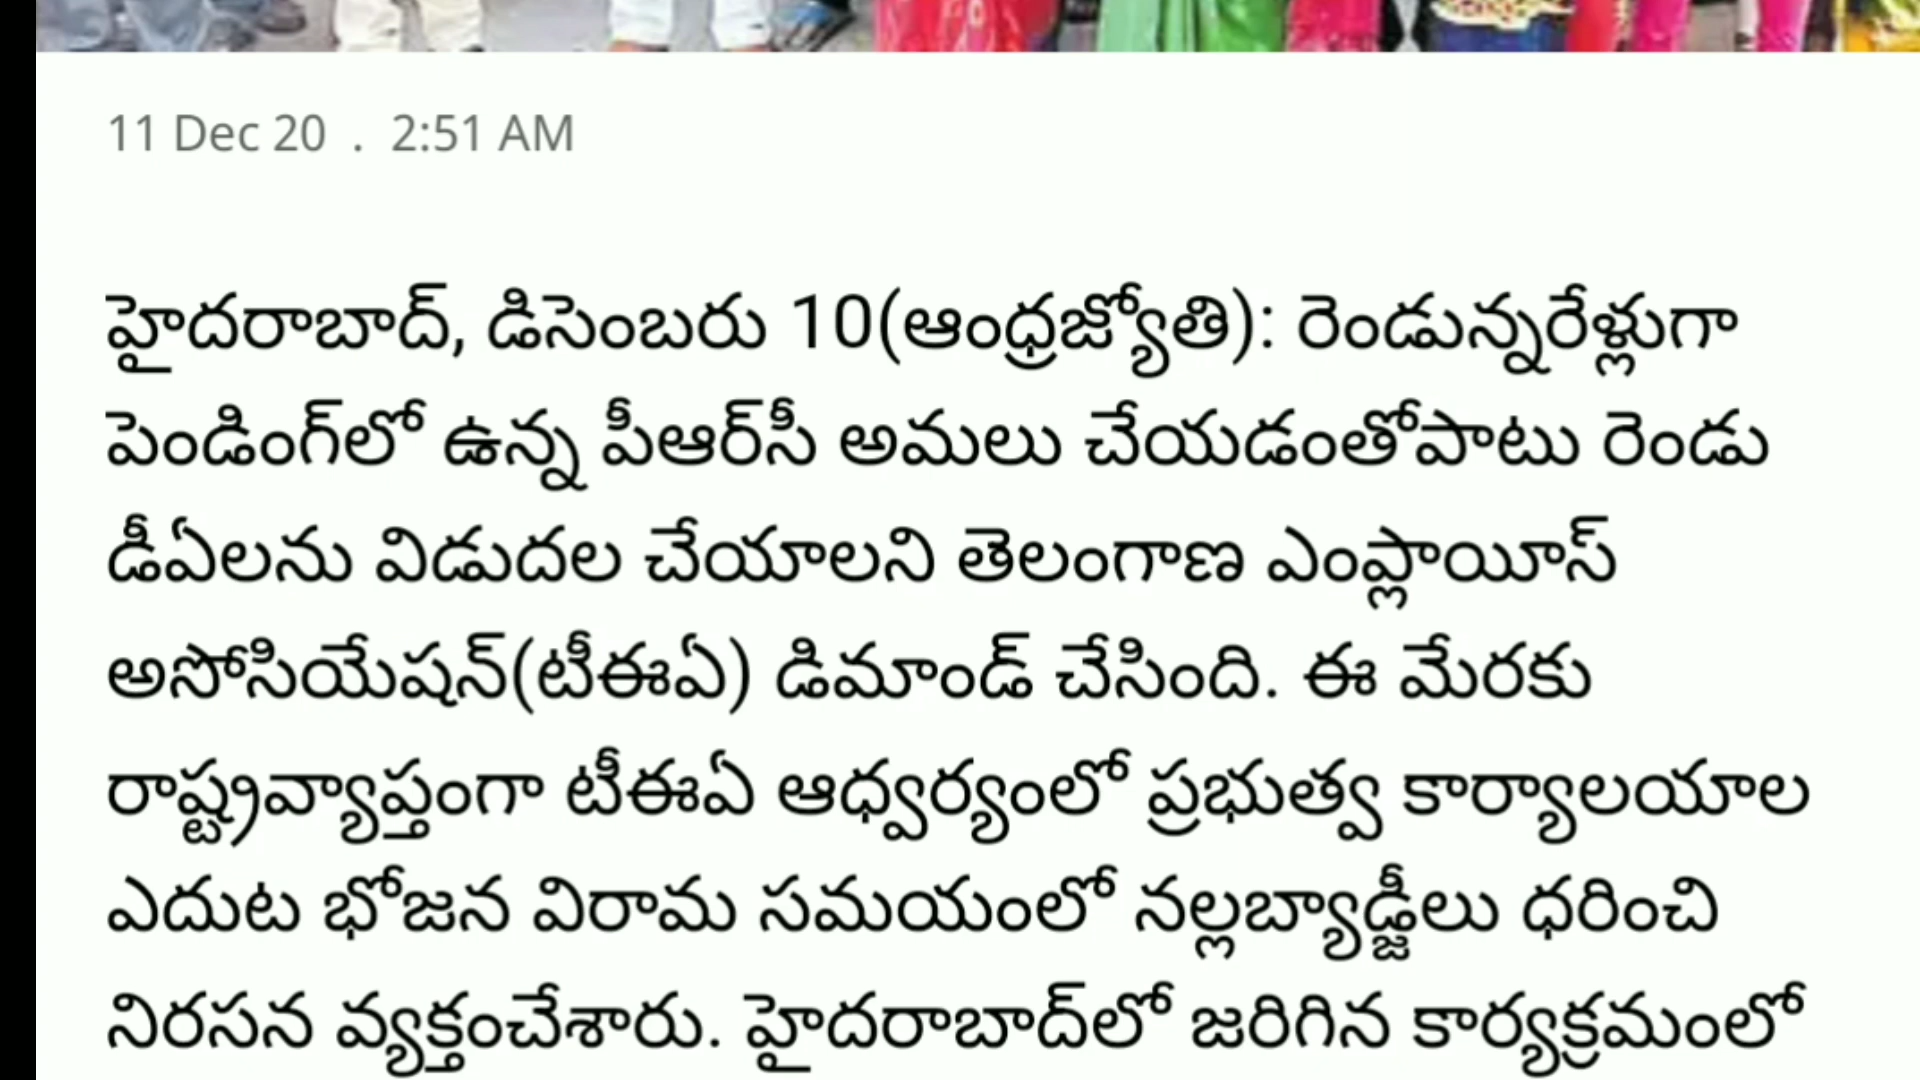 11 Dec 20 . 2:51 AM
హైదరాబాద్, డిసెంబరు 10(ఆంధ్రజ్యోతి): రెండున్నరేళ్లుగా
పెండింగ్‌లో ఉన్న పీఆర్‌సీ అమలు చేయడంతోపాటు రెండు
డీఏలను విడుదల చేయాలని తెలంగాణ ఎంప్లాయీస్
అసోసియేషన్(టీఈఏ) డిమాండ్ చేసింది. ఈ మేరకు
రాష్ట్రవ్యాప్తంగా టీఈఏ ఆధ్వర్యంలో ప్రభుత్వ కార్యాలయాల
ఎదుట భోజన విరామ సమయంలో నల్లబ్యాడ్జీలు ధరించి
నిరసన వ్యక్తంచేశారు. హైదరాబాద్‌లో జరిగిన కార్యక్రమంలో